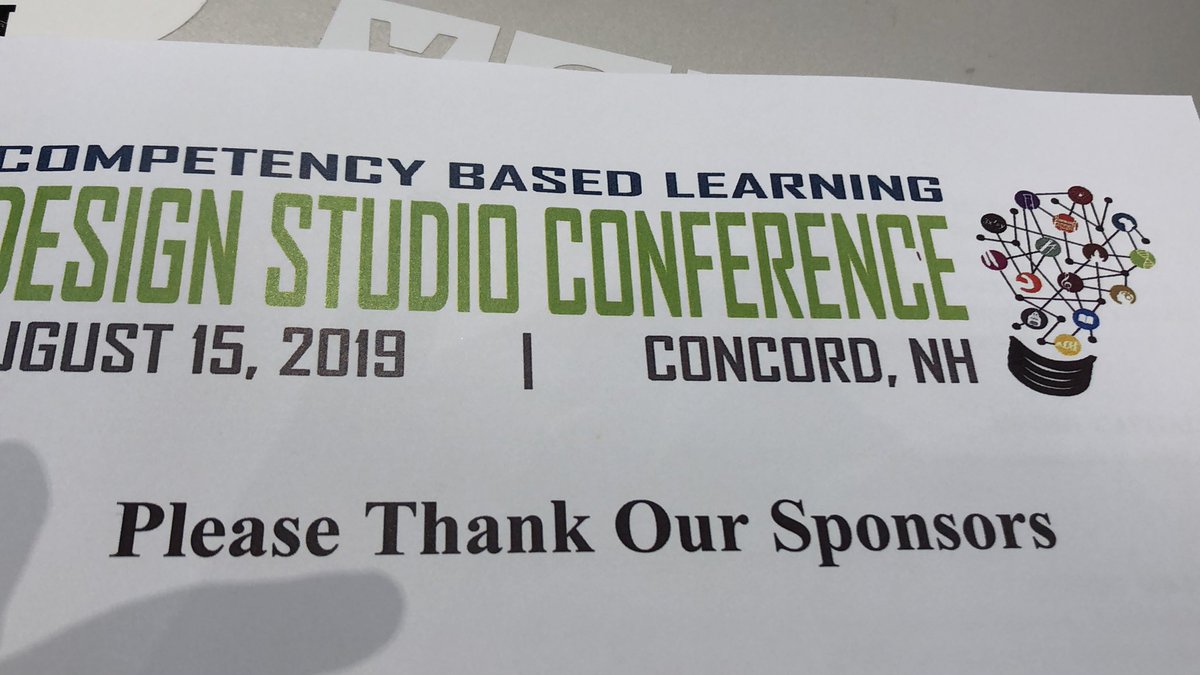 COMPETENCY BASED LEARNING
DESIGN STUDIO CONFERENCE
UGUST 15, 2019 | CONCORD, NH
Please Thank Our Sponsors